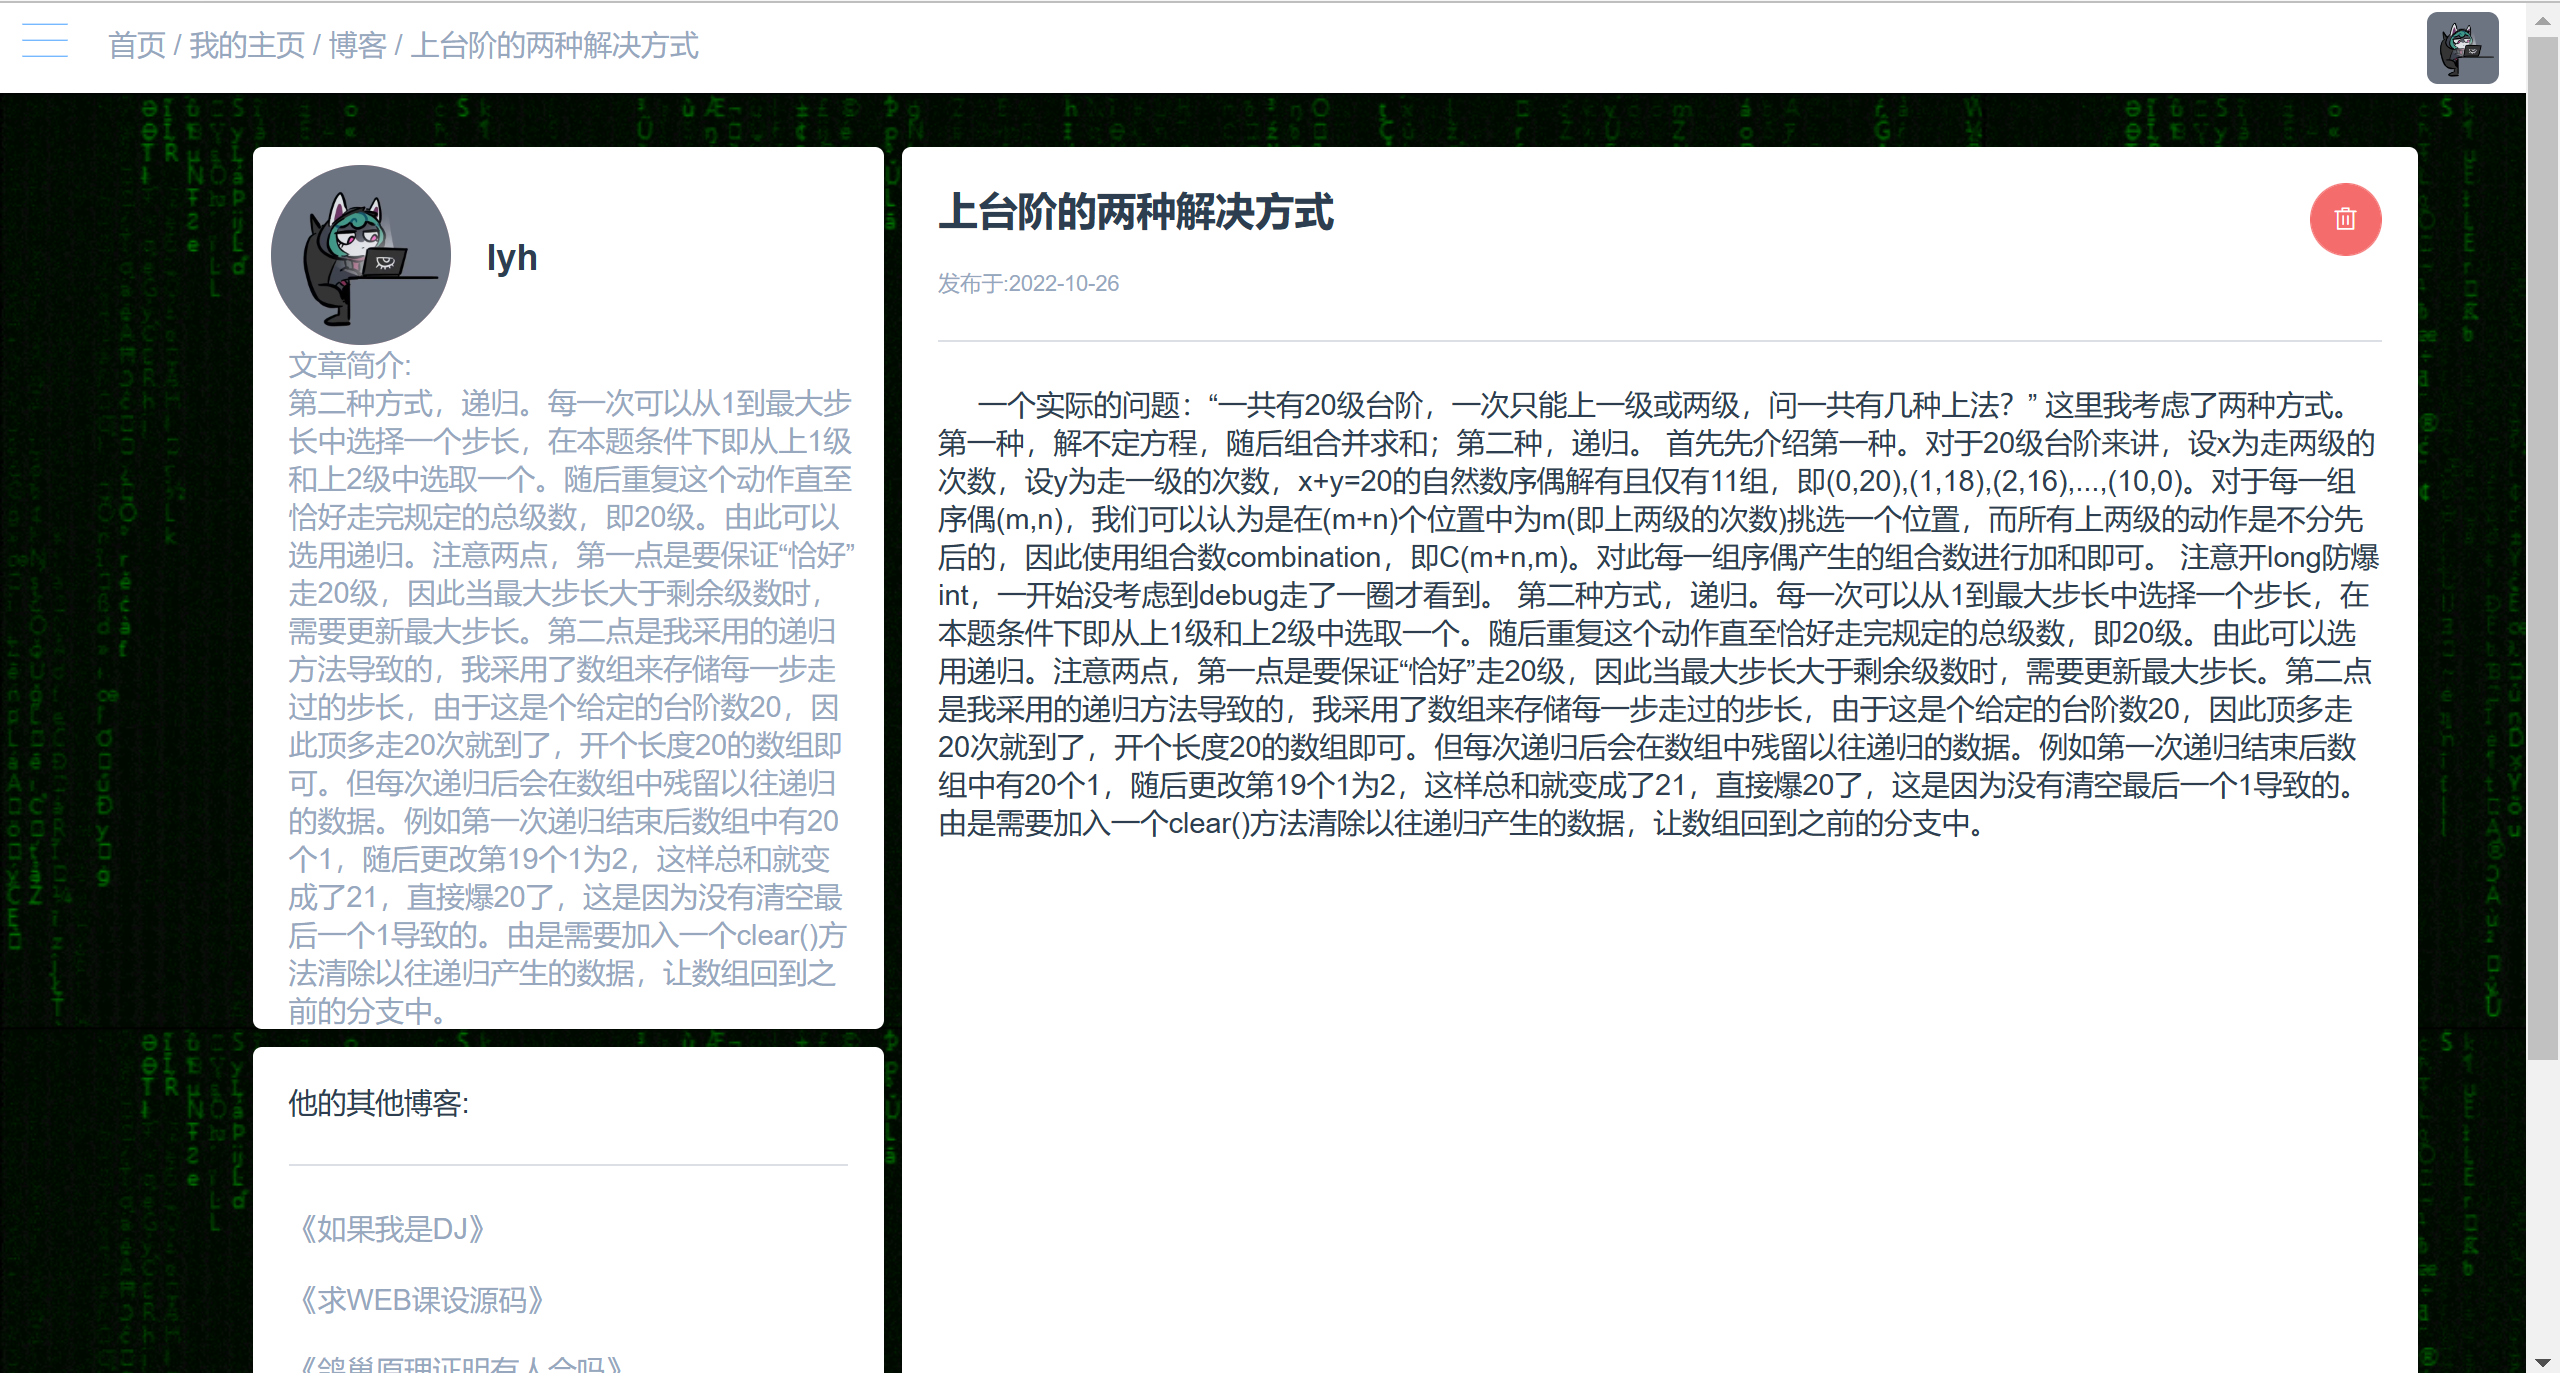 首页 / 我的主页 / 博客 / 上台阶的两种解决方式
lyh
文章简介:
第二种方式，递归。每一次可以从1到最大步
长中选择一个步长，在本题条件下即从上1级
和上2级中选取一个。随后重复这个动作直至
恰好走完规定的总级数，即20级。由此可以
选用递归。注意两点，第一点是要保证“恰好”
走20级，因此当最大步长大于剩余级数时，
需要更新最大步长。第二点是我采用的递归
方法导致的，我采用了数组来存储每一步走
过的步长，由于这是个给定的台阶数20，因
此顶多走20次就到了，开个长度20的数组即
可。但每次递归后会在数组中残留以往递归
的数据。例如第一次递归结束后数组中有20
个1，随后更改第19个1为2，这样总和就变
成了21，直接爆20了，这是因为没有清空最
后一个1导致的。由是需要加入一个clear()方
法清除以往递归产生的数据，让数组回到之
前的分支中。
他的其他博客:
《如果我是DJ》
《求WEB课设源码》
《鸽巢原理证明有人会吗》
上台阶的两种解决方式
发布于:2022-10-26
一个实际的问题：“一共有20级台阶，一次只能上一级或两级，问一共有几种上法？” 这里我考虑了两种方式。
第一种，解不定方程，随后组合并求和；第二种，递归。 首先先介绍第一种。对于20级台阶来讲，设x为走两级的
次数，设y为走一级的次数，x+y=20的自然数序偶解有且仅有11组，即(0,20),(1,18),(2,16),...,(10,0)。对于每一组
序偶(m,n)，我们可以认为是在(m+n)个位置中为m(即上两级的次数)挑选一个位置，而所有上两级的动作是不分先
后的，因此使用组合数combination，即C(m+n,m)。对此每一组序偶产生的组合数进行加和即可。 注意开long防爆
int，一开始没考虑到debug走了一圈才看到。 第二种方式，递归。每一次可以从1到最大步长中选择一个步长，在
本题条件下即从上1级和上2级中选取一个。随后重复这个动作直至恰好走完规定的总级数，即20级。由此可以选
用递归。注意两点，第一点是要保证“恰好”走20级，因此当最大步长大于剩余级数时，需要更新最大步长。第二点
是我采用的递归方法导致的，我采用了数组来存储每一步走过的步长，由于这是个给定的台阶数20，因此顶多走
20次就到了，开个长度20的数组即可。但每次递归后会在数组中残留以往递归的数据。例如第一次递归结束后数
组中有20个1，随后更改第19个1为2，这样总和就变成了21，直接爆20了，这是因为没有清空最后一个1导致的。
由是需要加入一个clear()方法清除以往递归产生的数据，让数组回到之前的分支中。